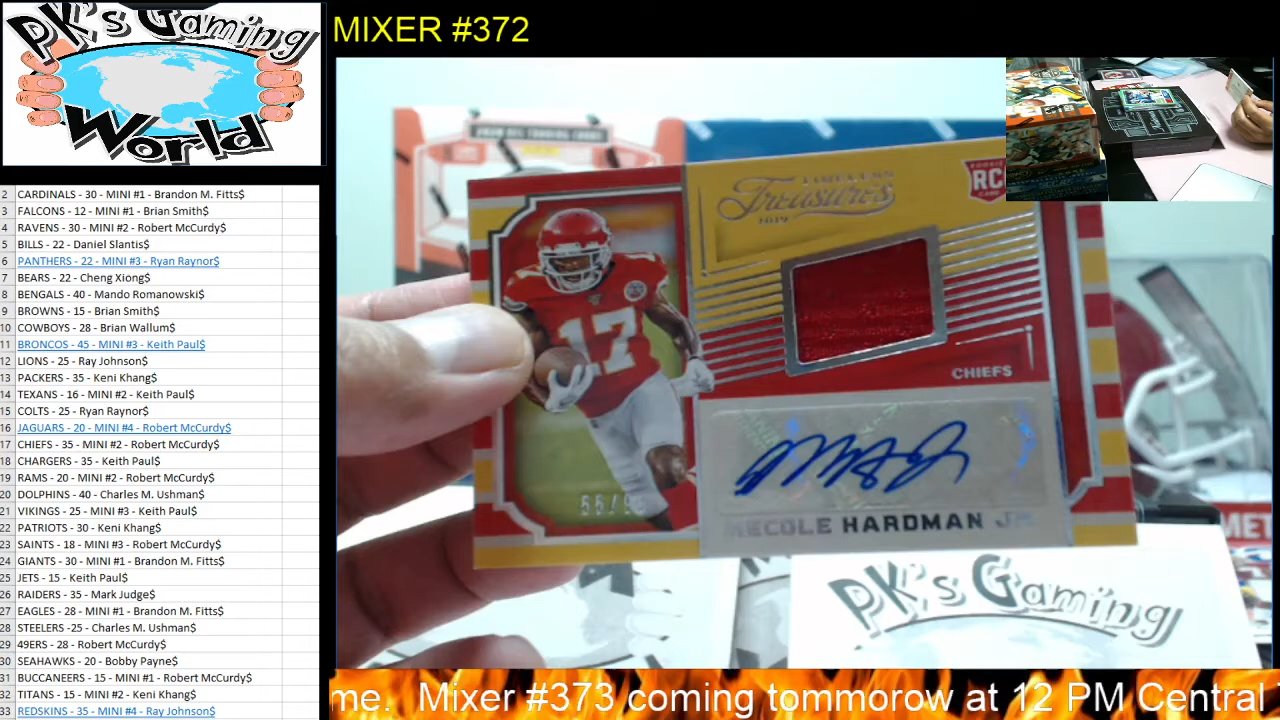 PK's Gaming
World
MIXER #372
2 CARDINALS - 30 - MINI #1 - Brandon M. Fitts$
3 FALCONS - 12 - MINI #1 - Brian Smith$
4 RAVENS - 30 - MINI #2 - Robert McCurdy$
5 BILLS - 22 - Daniel Slantis$
6 PANTHERS - 22 - MINI #3 - Ryan Raynor$
7 BEARS - 22 - Cheng Xiong$
8 BENGALS - 40 - Mando Romanowski$
9 BROWNS - 15 - Brian Smith$
10 COWBOYS - 28 - Brian Wallum$
11 BRONCOS - 45 - MINI #3 - Keith Paul$
12 LIONS - 25 - Ray Johnson$
13 PACKERS - 35 - Keni Khang$
14 TEXANS - 16 - MINI #2 - Keith Paul$
15 COLTS - 25 - Ryan Raynor$
16 JAGUARS - 20 - MINI #4 - Robert McCurdy$
17 CHIEFS - 35 - MINI #2 - Robert McCurdy$
18 CHARGERS - 35 - Keith Paul$
19 RAMS - 20 - MINI #2 - Robert McCurdy$
20 DOLPHINS - 40 - Charles M. Ushman$
21 VIKINGS - 25 - MINI #3 - Keith Paul$
22 PATRIOTS - 30 - Keni Khang$
23 SAINTS - 18 - MINI #3 - Robert McCurdy$
24 GIANTS - 30 - MINI #1 - Brandon M. Fitts$
25 JETS - 15 - Keith Paul$
26 RAIDERS - 35 - Mark Judge$
27 EAGLES - 28 - MINI #1 - Brandon M. Fitts$
28 STEELERS -25 - Charles M. Ushman$
29 49ERS - 28 - Robert McCurdy$
30 SEAHAWKS - 20 - Bobby Payne$
31 BUCCANEERS - 15 - MINI #1 - Robert McCurdy$
32 TITANS - 15 - MINI #2 - Keni Khang$
33 REDSKINS - 35 - MINI #4 - Ray Johnson$
TIMELESS
Treasures
2019
RC
17
CHIEFS
MECOLE HARDMAN JR.
PK's Gaming
me. Mixer #373 coming tommorow at 12 PM Central